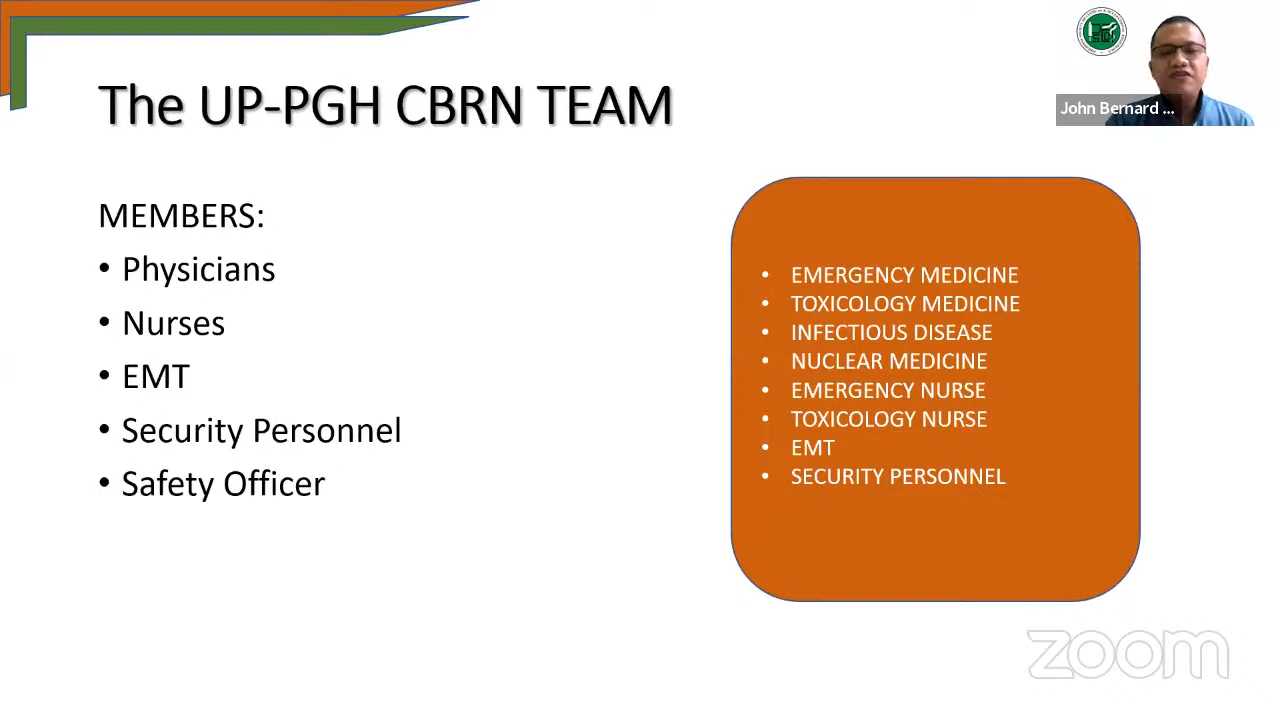 The UP-PGH CBRN TEAM
John Bernard ...
MEMBERS:
• Physicians
• Nurses
• EMT
• Security Personnel
• Safety Officer
• EMERGENCY MEDICINE
• TOXICOLOGY MEDICINE
• INFECTIOUS DISEASE
• NUCLEAR MEDICINE
• EMERGENCY NURSE
• TOXICOLOGY NURSE
• EMT
• SECURITY PERSONNEL
zoom